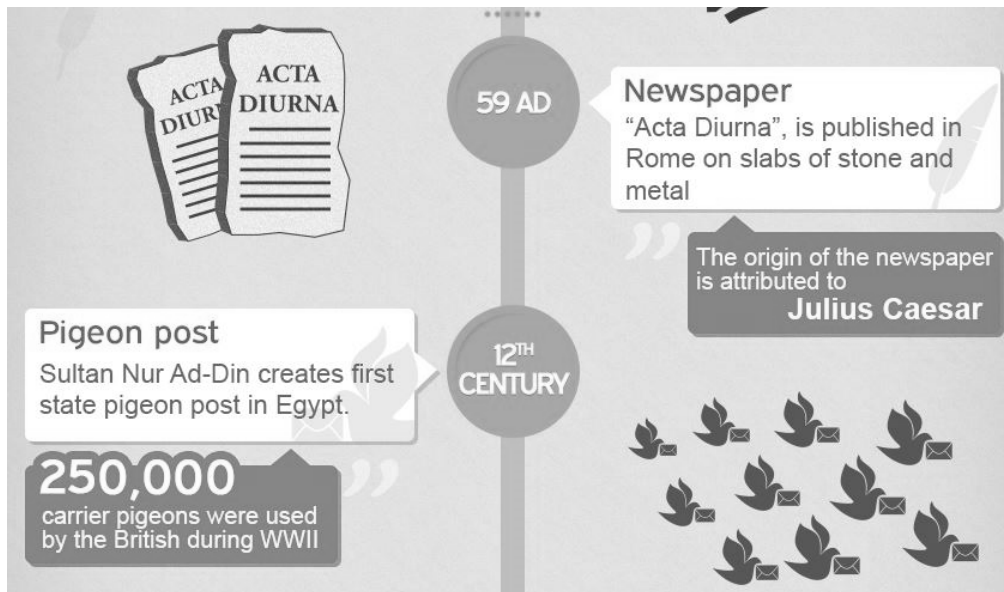 ACTA
DIURN
ACTA
DIURNA
59 AD
Newspaper
“Acta Diurna”, is published in
Rome on slabs of stone and
metal
The origin of the newspaper
is attributed to
Julius Caesar
Pigeon post
Sultan Nur Ad-Din creates first
state pigeon post in Egypt.
12TH
CENTURY
250,000
carrier pigeons were used
by the British during WWII